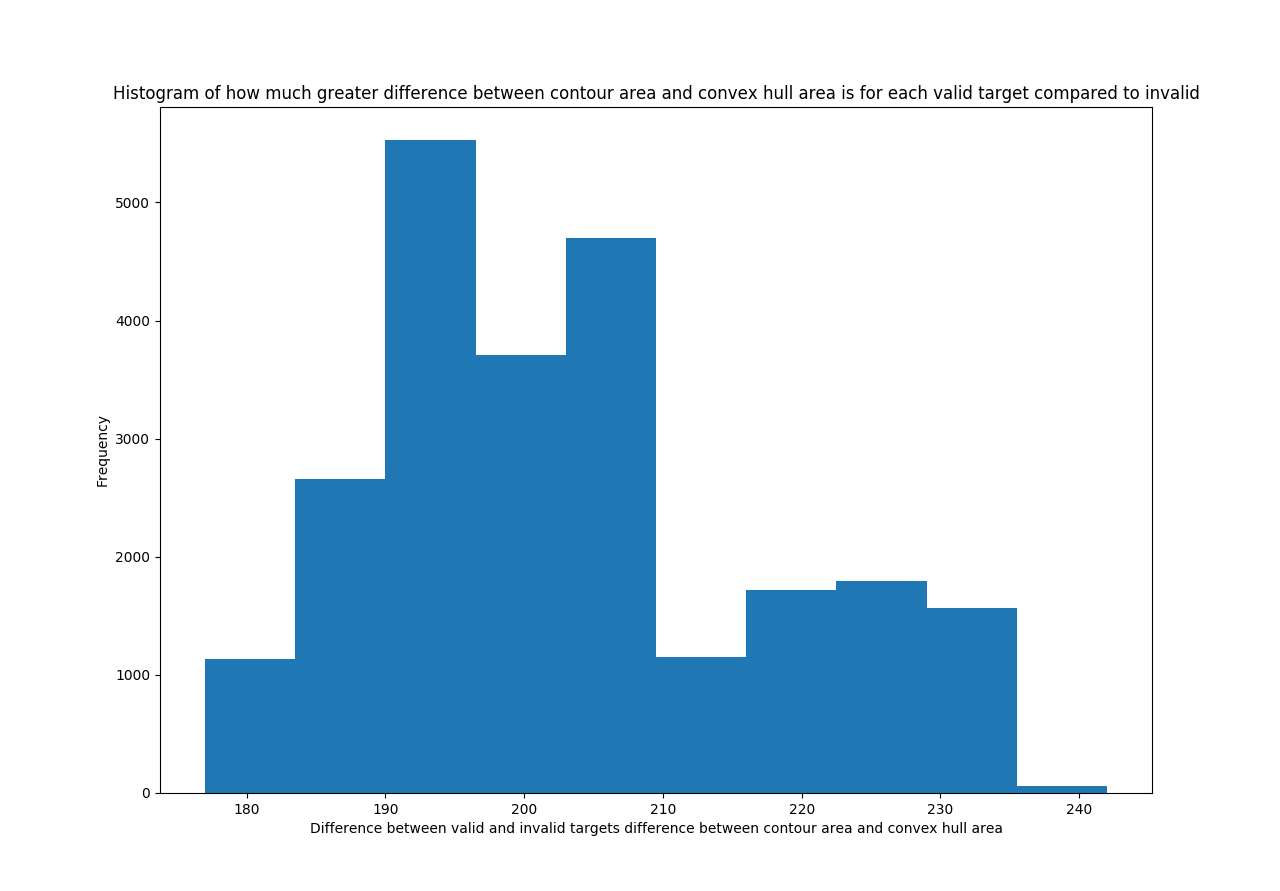 Histogram of how much greater difference between contour area and convex hull area is for each valid target compared to invalid
5000
4000
3000
2000
1000
0
Frequency
180 190 200 210 220 230 240
Difference between valid and invalid targets difference between contour area and convex hull area